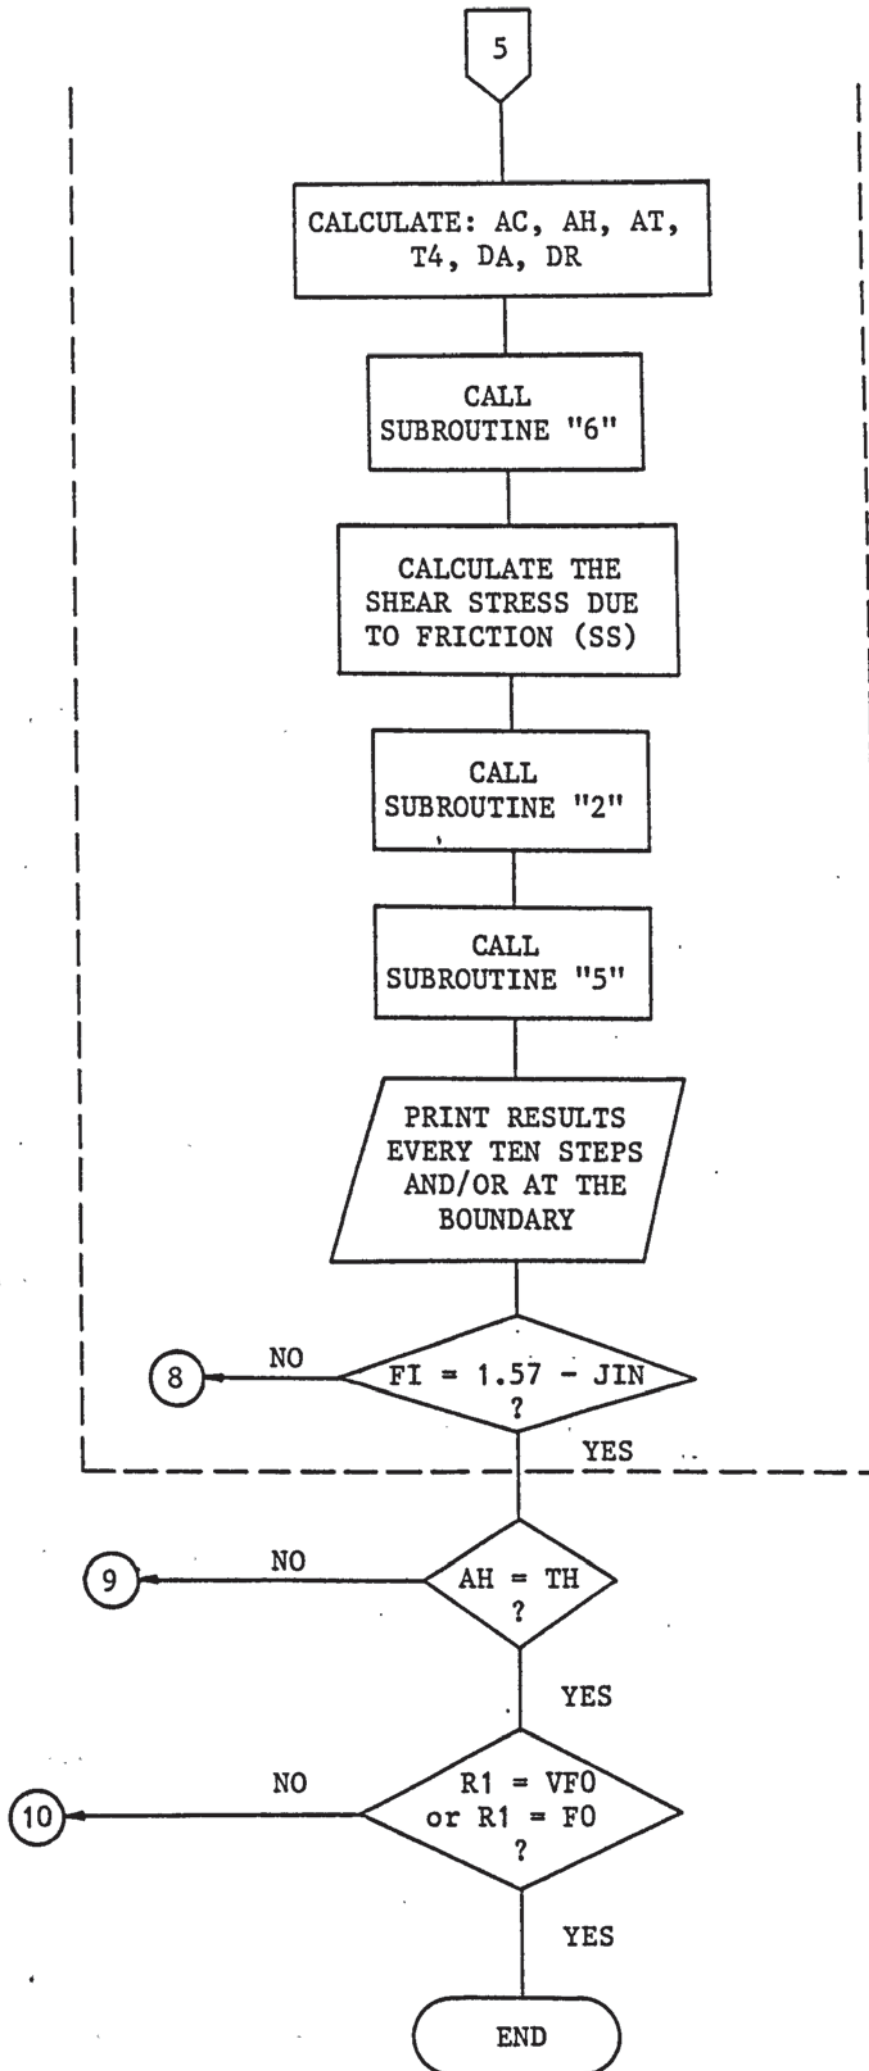 5
CALCULATE: AC, AH, AT,
T4, DA, DR
CALL
SUBROUTINE "6"
CALCULATE THE
SHEAR STRESS DUE
TO FRICTION (SS)
CALL
SUBROUTINE "2"
CALL
SUBROUTINE "5"
PRINT RESULTS
EVERY TEN STEPS
AND/OR AT THE
BOUNDARY
8
NO
FI = 1.57 - JIN
?
YES
9
NO
AH = TH
?
YES
10
NO
R1 = VFO
or R1 = FO
?
YES
END